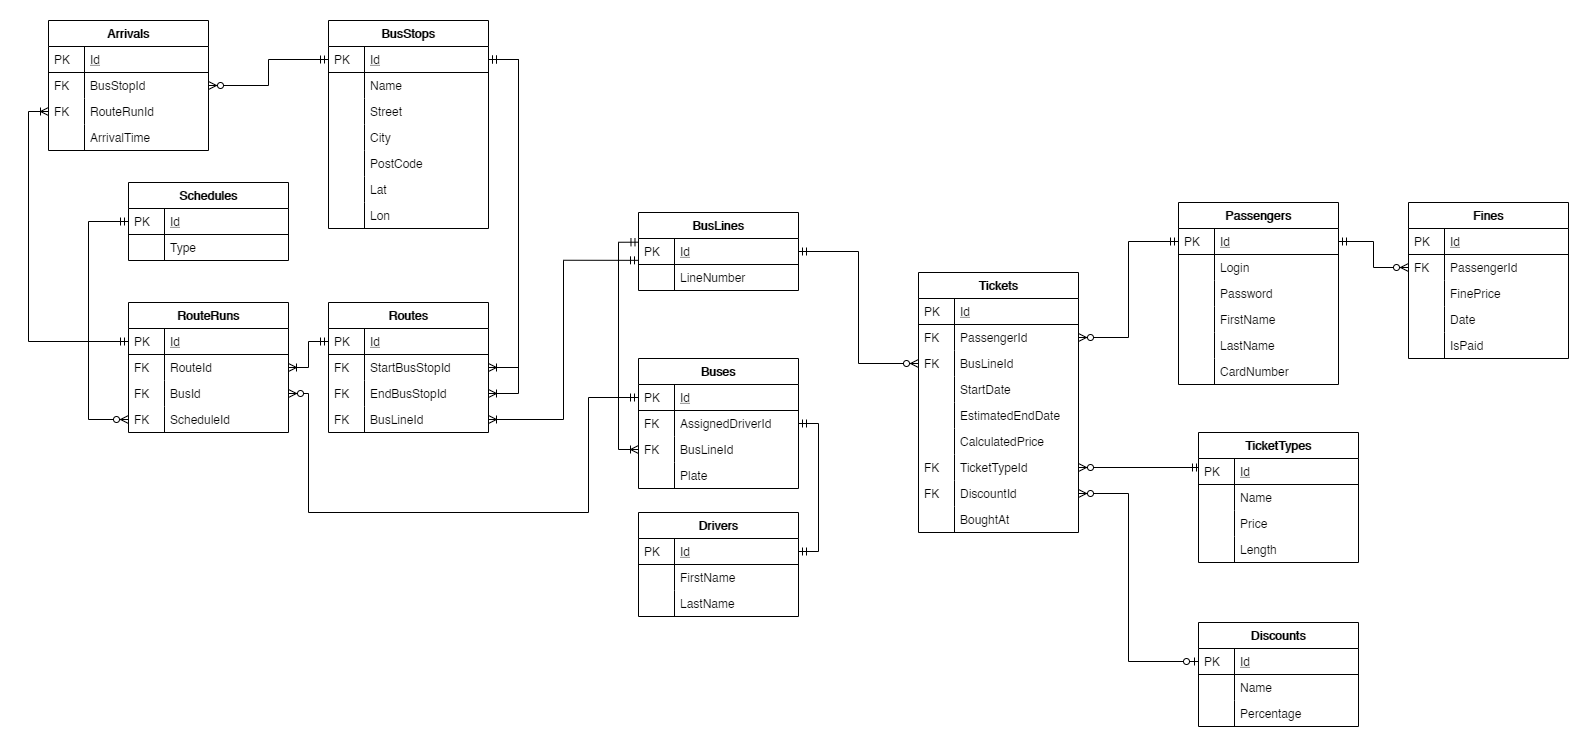 Arrivals
PK Id
FK BusStopId
FK RouteRunId
ArrivalTime
BusStops
PK Id
Name
Street
City
PostCode
Lat
Lon
Schedules
PK Id
Type
RouteRuns
PK Id
FK RouteId
FK BusId
FK ScheduleId
Routes
PK Id
FK StartBusStopId
FK EndBusStopId
FK BusLineId
BusLines
PK Id
LineNumber
Buses
PK Id
FK AssignedDriverId
FK BusLineId
Plate
Drivers
PK Id
FirstName
LastName
Tickets
PK Id
FK PassengerId
FK BusLineId
StartDate
EstimatedEndDate
CalculatedPrice
FK TicketTypeId
FK DiscountId
BoughtAt
Passengers
PK Id
Login
Password
FirstName
LastName
CardNumber
Fines
PK Id
FK PassengerId
FinePrice
Date
IsPaid
TicketTypes
PK Id
Name
Price
Length
Discounts
PK Id
Name
Percentage